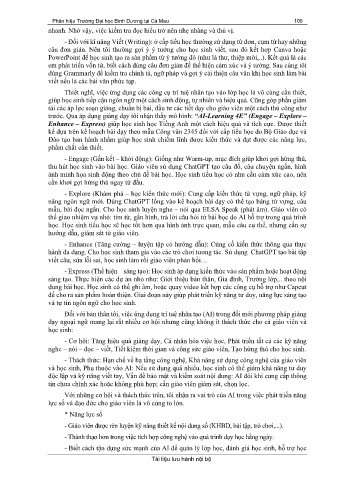 Phân hiệu Trường Đại học Bình Dương tại Cà Mau 100
nhanh. Nhờ vậy, việc kiểm tra đọc hiểu trở nên nhẹ nhàng và thú vị.
- Đối với kĩ năng Viết (Writing): ở cấp tiểu học thường sử dụng từ đơn, cụm từ hay những
câu đơn giản. Nên tôi thường gợi ý ý tưởng cho học sinh viết, sau đó kết hợp Canva hoặc
PowerPoint để học sinh tạo ra sản phẩm từ ý tưởng đó (như lá thư, thiệp mời,..). Kết quả là các
em phát triển vốn từ, biết cách dùng câu đơn giản để thể hiện cảm xúc và ý tưởng. Sau cùng tôi
dùng Grammarly để kiểm tra chính tả, ngữ pháp và gợi ý cải thiện câu văn khi học sinh làm bài
viết nếu là các bài văn phức tạp.
Thiết nghĩ, việc ứng dụng các công cụ trí tuệ nhân tạo vào lớp học là vô cùng cần thiết,
giúp học sinh tiếp cận ngôn ngữ một cách sinh động, tự nhiên và hiệu quả. Cũng góp phần giảm
tải các áp lực soạn giảng, chuẩn bị bài, đầu tư các tiết dạy cho giáo viên một cách thủ công như
trước. Qua áp dụng giảng dạy tôi nhận thấy mô hình: “AI-Learning 4E” (Engage – Explore –
Enhance – Express) giúp học sinh học Tiếng Anh một cách hiệu quả và tích cực. Được thiết
kế dựa trên kế hoạch bài dạy theo mẫu Công văn 2345 đối với cấp tiểu học do Bộ Giáo dục và
Đào tạo ban hành nhằm giúp học sinh chiếm lĩnh được kiến thức và đạt được các năng lực,
phẩm chất cần thiết.
- Engage (Gắn kết – khởi động): Giống như Warm-up, mục đích giúp khơi gợi hứng thú,
thu hút học sinh vào bài học. Giáo viên sử dụng ChatGPT tạo câu đố, câu chuyện ngắn, hình
ảnh minh họa sinh động theo chủ đề bài học. Học sinh tiểu học có nhu cầu cảm xúc cao, nên
cần khơi gợi hứng thú ngay từ đầu.
- Explore (Khám phá – học kiến thức mới): Cung cấp kiến thức từ vựng, ngữ pháp, kỹ
năng ngôn ngữ mới. Dùng ChatGPT lồng vào kế hoạch bài dạy có thể tạo bảng từ vựng, câu
mẫu, bài đọc ngắn. Cho học sinh luyện nghe – nói qua ELSA Speak (phát âm). Giáo viên có
thể giao nhiệm vụ nhỏ: tìm từ, gắn hình, trả lời câu hỏi từ bài học do AI hỗ trợ trong quá trình
học. Học sinh tiểu học sẽ học tốt hơn qua hành ảnh trực quan, mẫu câu cụ thể, nhưng cần sự
hướng dẫn, giám sát từ giáo viên.
- Enhance (Tăng cường – luyện tập có hướng dẫn): Củng cố kiến thức thông qua thực
hành đa dạng. Cho học sinh tham gia vào các trò chơi tương tác. Sử dụng ChatGPT tạo bài tập
viết câu, sửa lỗi sai, học sinh làm rồi giáo viên phản hồi…
- Express (Thể hiện sáng tạo): Học sinh áp dụng kiến thức vào sản phẩm hoặc hoạt động
sáng tạo. Thực hiện các dự án nhỏ như: Giới thiệu bản thân, Gia đình, Trường lớp,.. theo nội
dung bài học. Học sinh có thể ghi âm, hoặc quay video kết hợp các công cụ hỗ trợ như Capcut
để cho ra sản phẩm hoàn thiện. Giai đoạn này giúp phát triển kỹ năng tư duy, năng lực sáng tạo
và tự tin ngôn ngữ cho học sinh.
Đối với bản thân tôi, việc ứng dụng trí tuệ nhân tạo (AI) trong đổi mới phương pháp giảng
dạy ngoại ngữ mang lại rất nhiều cơ hội nhưng cũng không ít thách thức cho cả giáo viên và
học sinh:
- Cơ hội: Tăng hiệu quả giảng dạy, Cá nhân hóa việc học, Phát triển tất cả các kỹ năng
nghe – nói – đọc – viết, Tiết kiệm thời gian và công sức giáo viên, Tạo hứng thú cho học sinh.
- Thách thức: Hạn chế về hạ tầng công nghệ, Khả năng sử dụng công nghệ của giáo viên
và học sinh, Phụ thuộc vào AI: Nếu sử dụng quá nhiều, học sinh có thể giảm khả năng tư duy
độc lập và kỹ năng viết tay, Vấn đề bảo mật và kiểm soát nội dung: AI đôi khi cung cấp thông
tin chưa chính xác hoặc không phù hợp; cần giáo viên giám sát, chọn lọc.
Với những cơ hội và thách thức trên, tôi nhận ra vai trò của AI trong việc phát triển năng
lực số và đạo đức cho giáo viên là vô cùng to lớn.
* Năng lực số
- Giáo viên được rèn luyện kỹ năng thiết kế nội dung số (KHBD, bài tập, trò chơi,...).
- Thành thạo hơn trong việc tích hợp công nghệ vào quá trình dạy học hằng ngày.
- Biết cách tận dụng sức mạnh của AI để quản lý lớp học, đánh giá học sinh, hỗ trợ học
Tài liệu lưu hành nội bộ